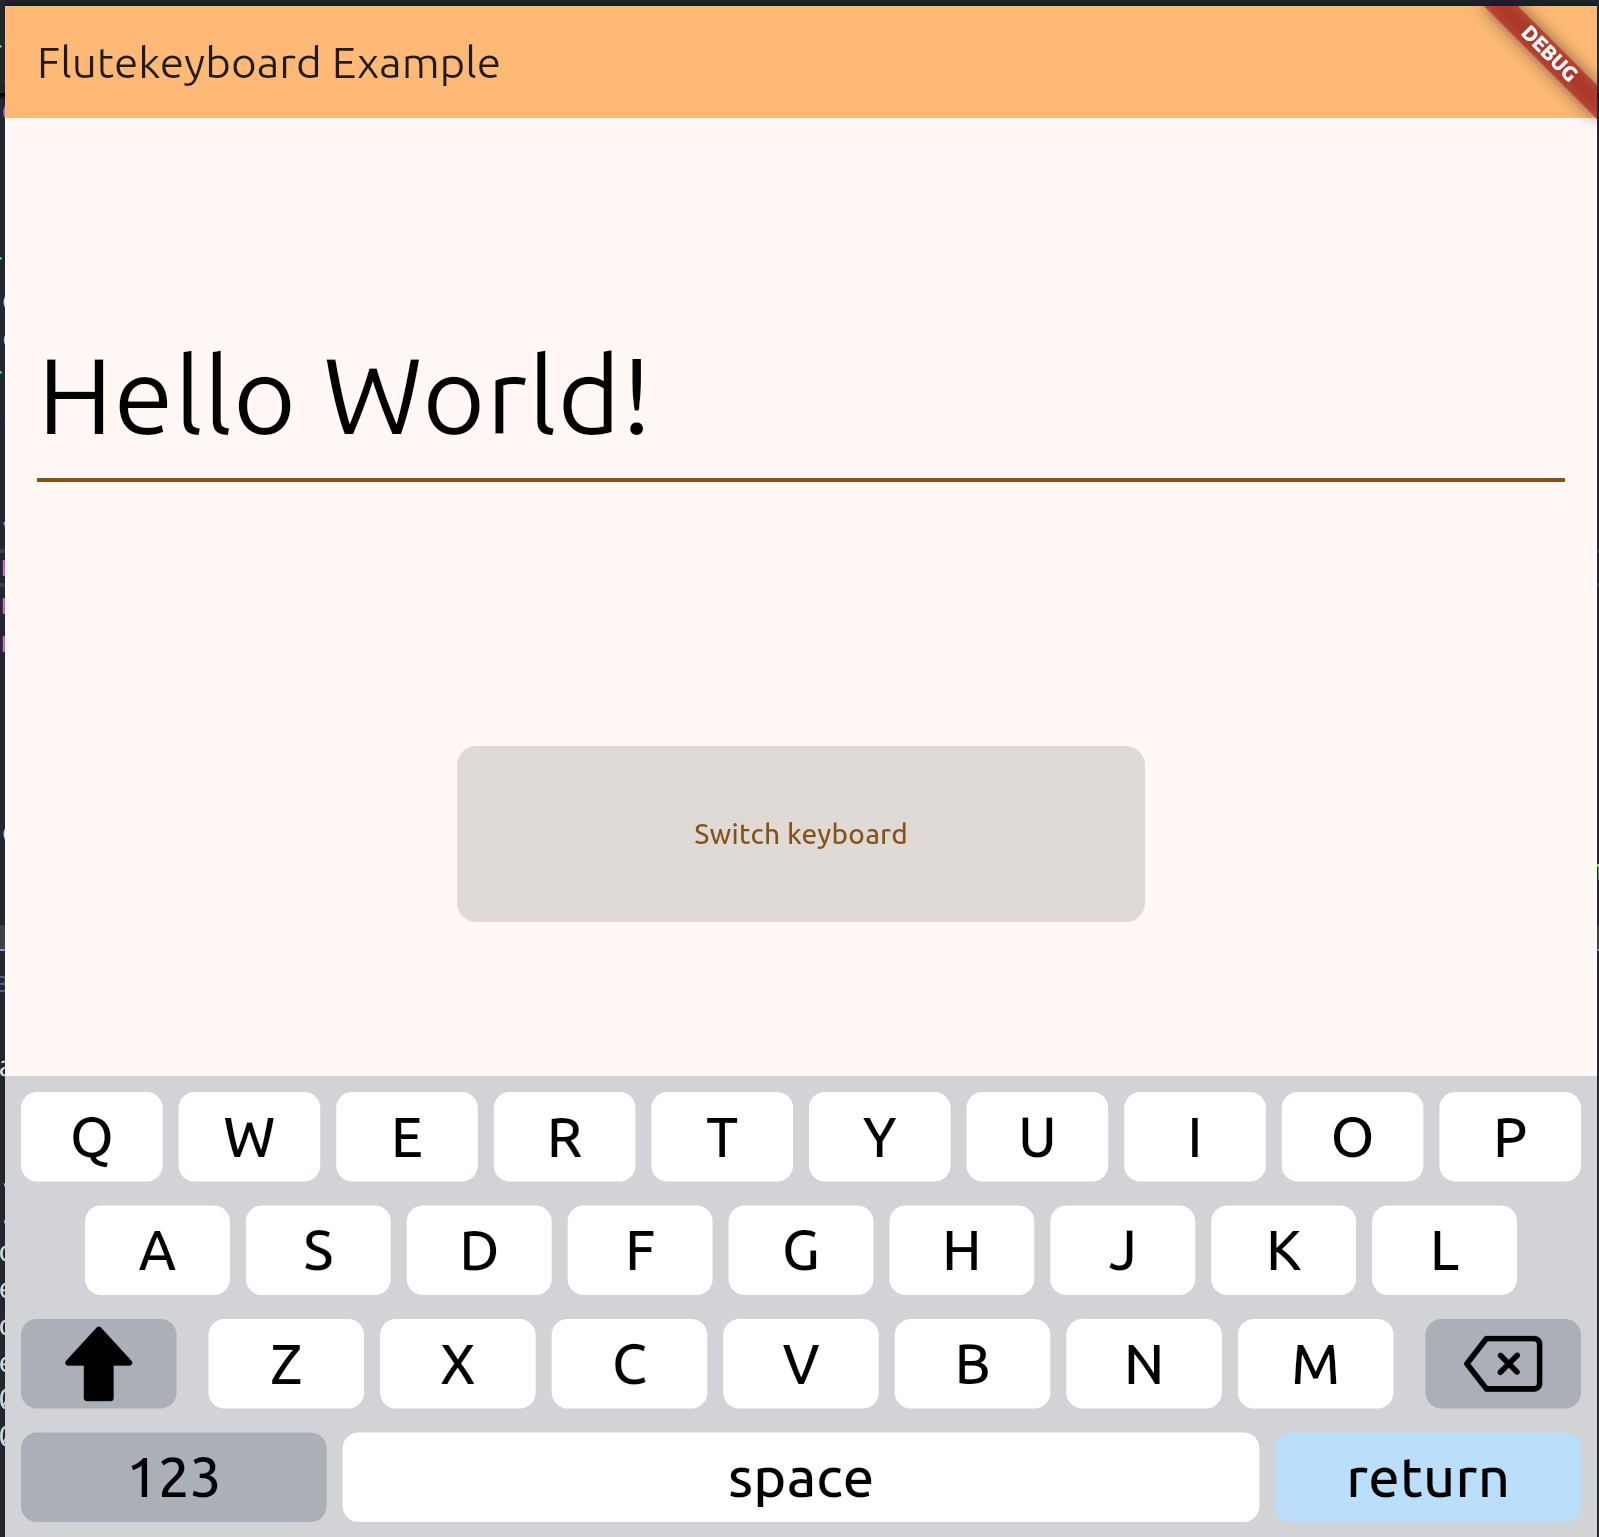 Flutekeyboard Example
DEBUG
Hello World!
Switch keyboard
Q W E R T Y U I O P
A S D F G H J K L
Z X C V B N M
123 space return